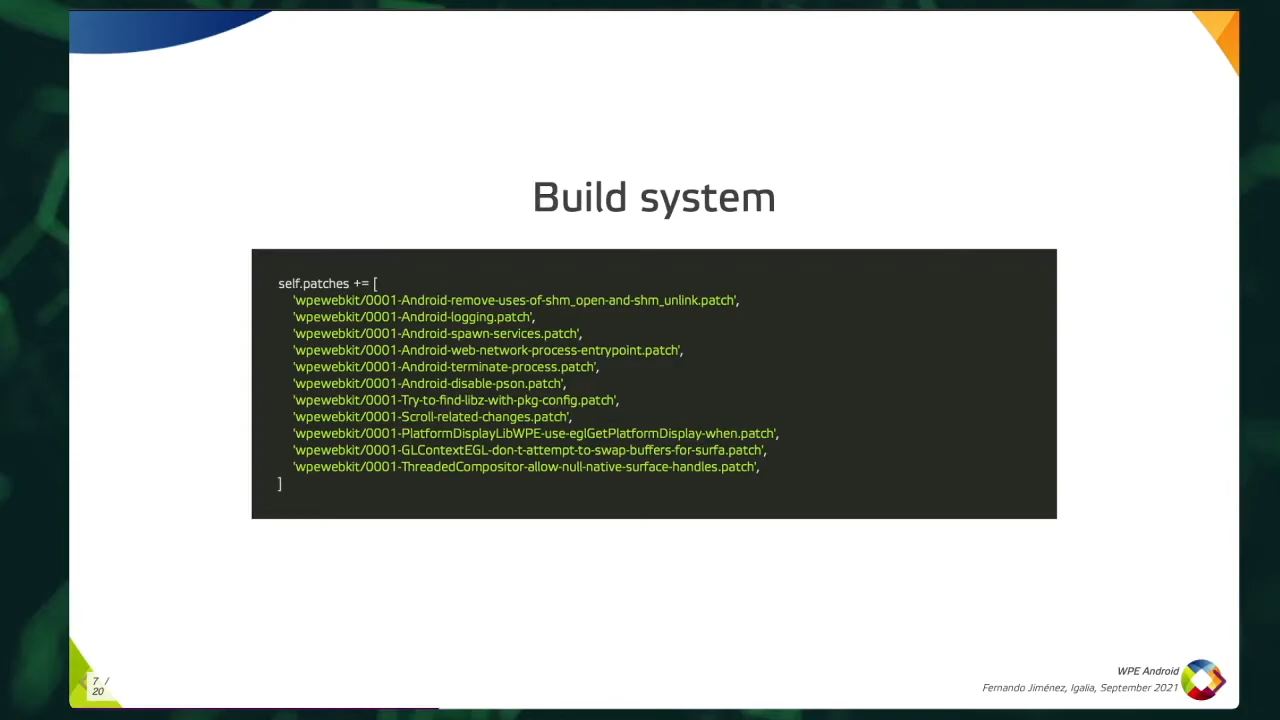 Build system
self.patches += [
'wpewebkit/0001-Android-remove-uses-of-shm_open-and-shm_unlink.patch',
'wpewebkit/0001-Android-logging.patch',
'wpewebkit/0001-Android-spawn-services.patch',
'wpewebkit/0001-Android-web-network-process-entrypoint.patch',
'wpewebkit/0001-Android-terminate-process.patch',
'wpewebkit/0001-Android-disable-pson.patch',
'wpewebkit/0001-Try-to-find-libz-with-pkg-config.patch',
'wpewebkit/0001-Scroll-related-changes.patch',
'wpewebkit/0001-PlatformDisplayLibWPE-use-eglGetPlatformDisplay-when.patch',
'wpewebkit/0001-GLContextEGL-don-t-attempt-to-swap-buffers-for-surfa.patch',
'wpewebkit/0001-ThreadedCompositor-allow-null-native-surface-handles.patch',
]
7 /
20
WPE Android
Fernando Jiménez, Igalia, September 2021